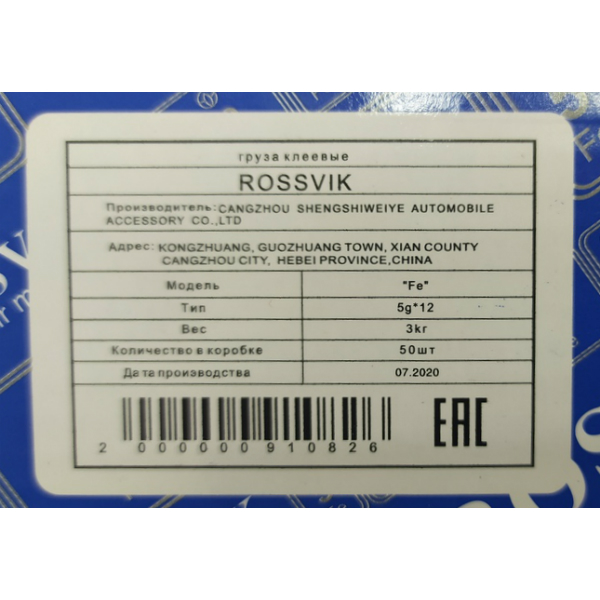 груза клеевые
ROSSVIK
Производитель: CANGZHOU SHENGSHIWEIYE AUTOMOBILE
ACCESSORY CO.,LTD
Адрес: KONGZHUANG, GUOZHUANG TOWN, XIAN COUNTY
CANGZHOU CITY, HEBEI PROVINCE,CHINA
Модель "Fe"
Тип 5g*12
Вес 3кг
Количество в коробке 50шт
Дата производства 07.2020
2 000000 910826
EAC